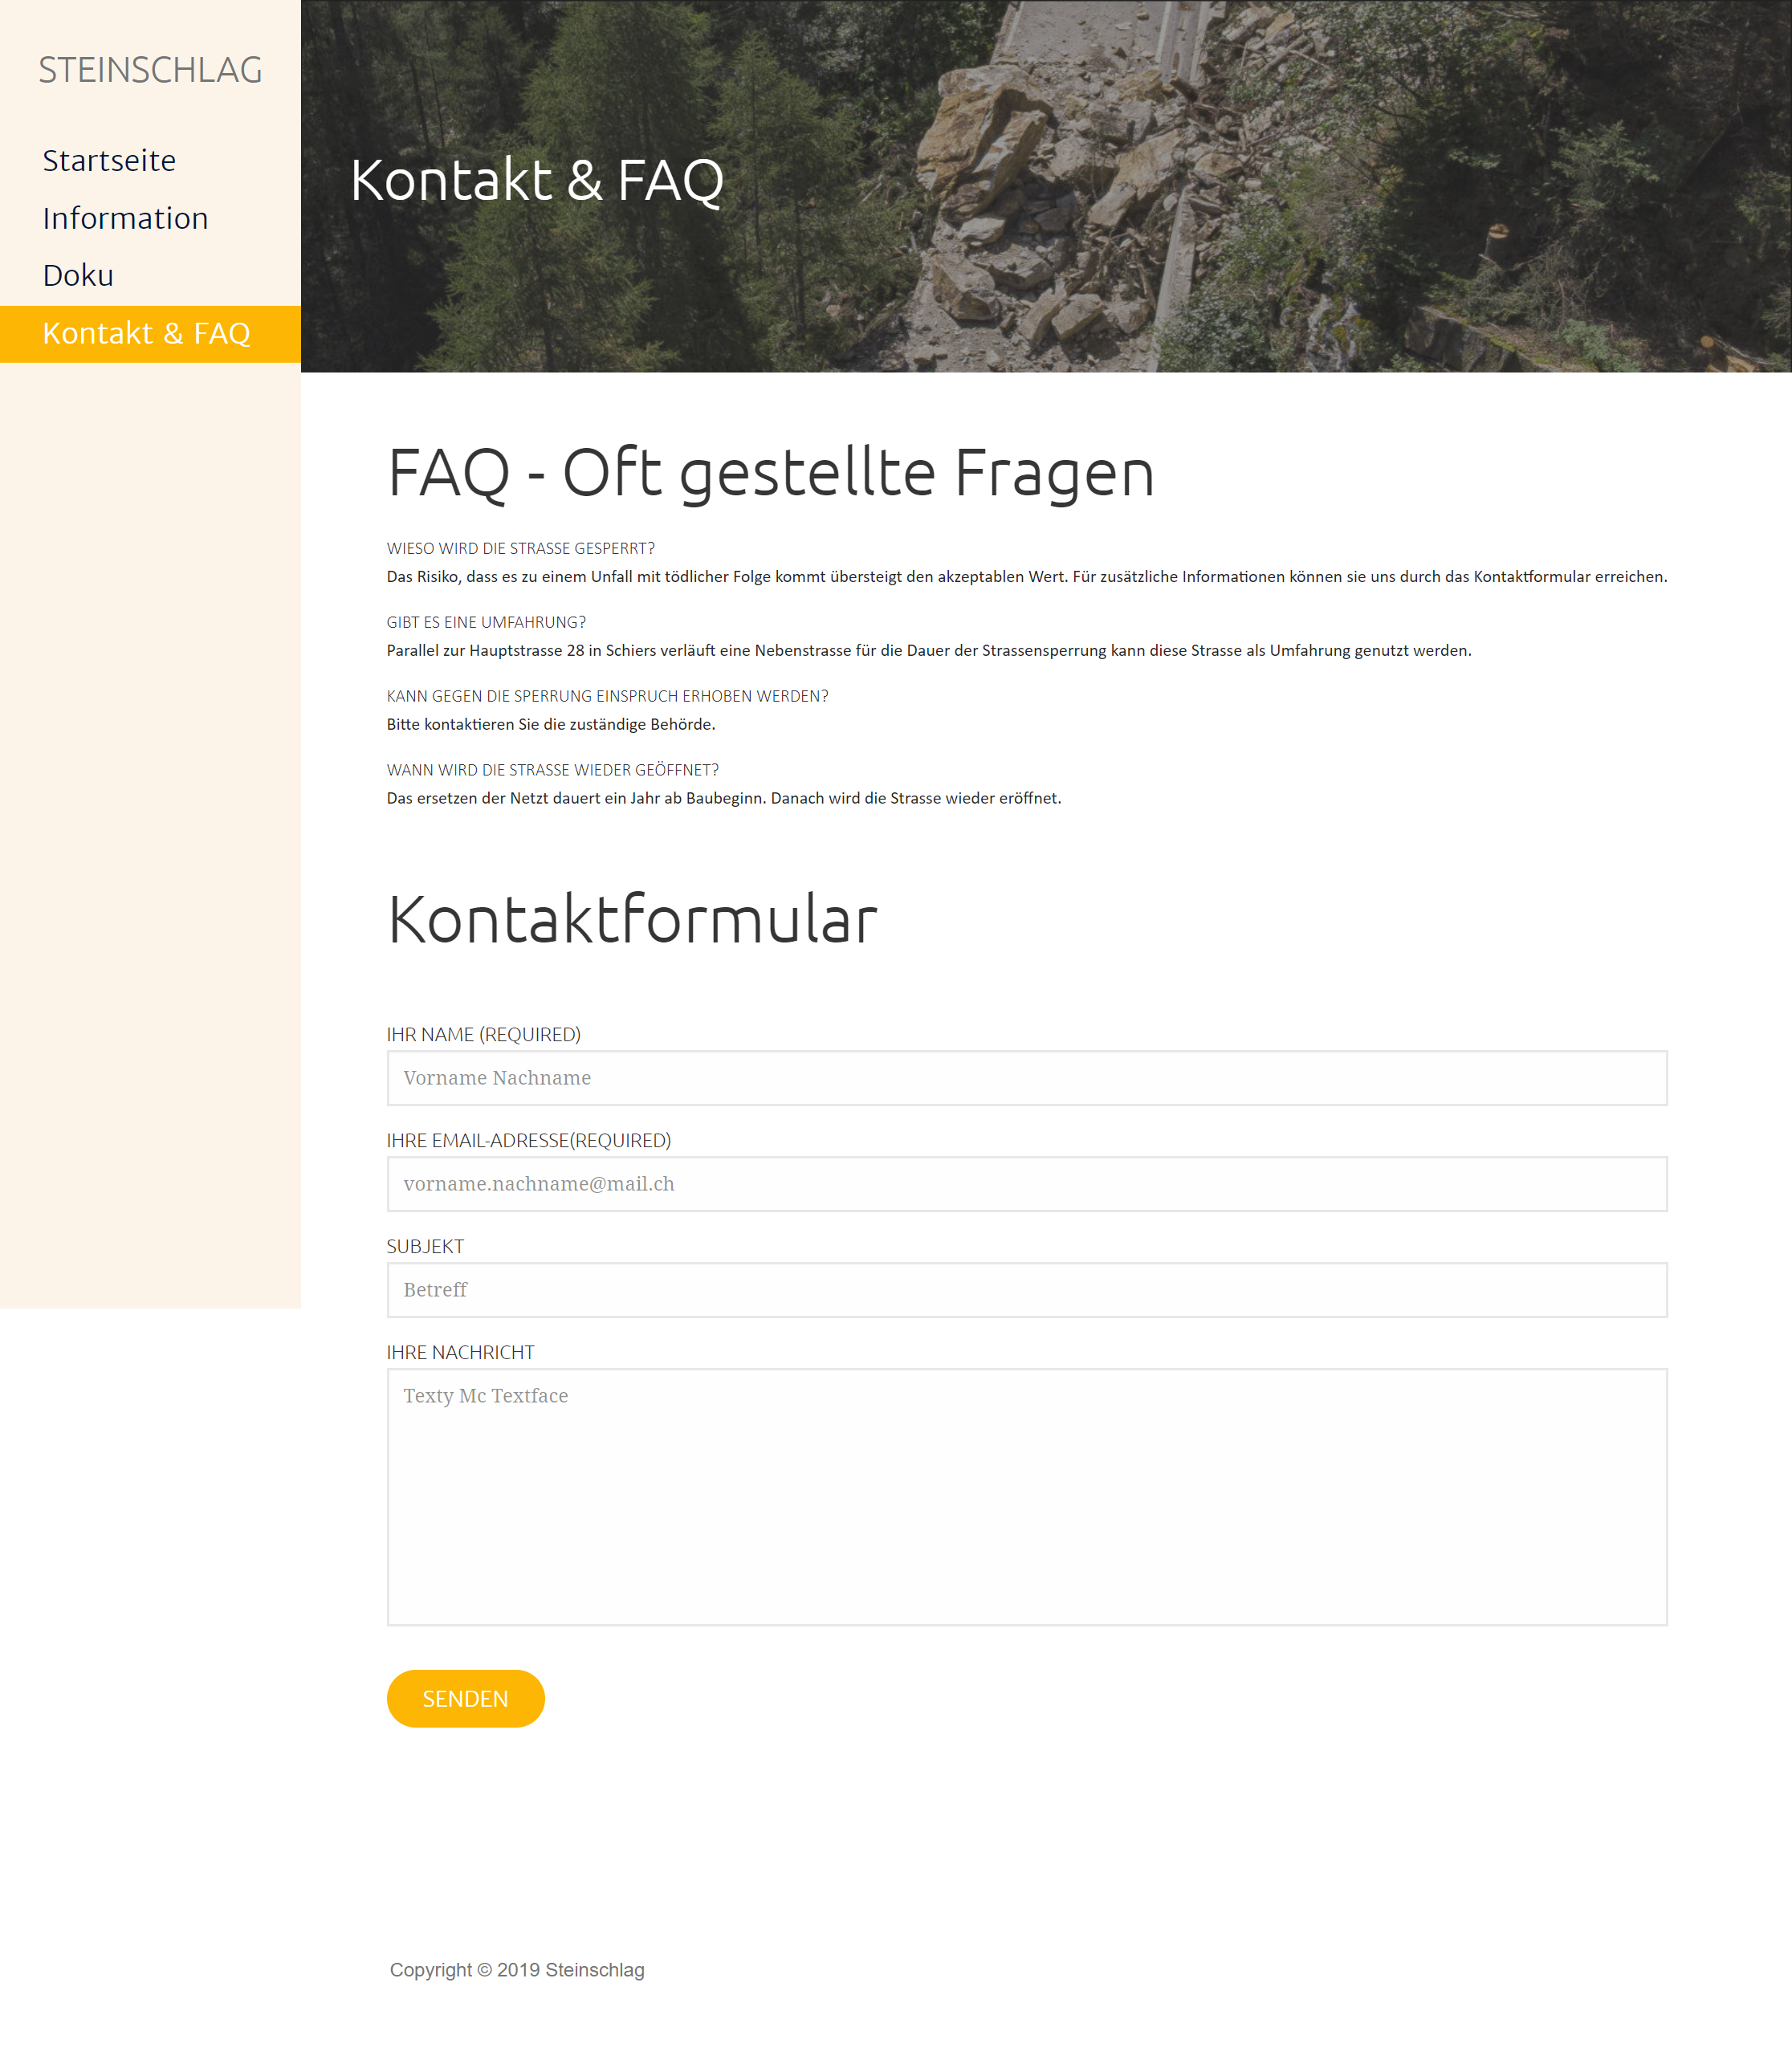 STEINSCHLAG
Startseite
Information
Doku
Kontakt & FAQ
Kontakt & FAQ
FAQ - Oft gestellte Fragen
WIESO WIRD DIE STRASSE GESPERRT?
Das Risiko, dass es zu einem Unfall mit tödlicher Folge kommt übersteigt den akzeptablen Wert. Für zusätzliche Informationen können sie uns durch das Kontaktformular erreichen.
GIBT ES EINE UMFAHRUNG?
Parallel zur Hauptstrasse 28 in Schiers verläuft eine Nebenstrasse für die Dauer der Strassensperrung kann diese Strasse als Umfahrung genutzt werden.
KANN GEGEN DIE SPERRUNG EINSPRUCH ERHOBEN WERDEN?
Bitte kontaktieren Sie die zuständige Behörde.
WANN WIRD DIE STRASSE WIEDER GEÖFFNET?
Das ersetzen der Netzt dauert ein Jahr ab Baubeginn. Danach wird die Strasse wieder eröffnet.
Kontaktformular
IHR NAME (REQUIRED)
Vorname Nachname
IHRE EMAIL-ADRESSE(REQUIRED)
vorname.nachname@mail.ch
SUBJEKT
Betreff
IHRE NACHRICHT
Texty Mc Textface
SENDEN
Copyright © 2019 Steinschlag